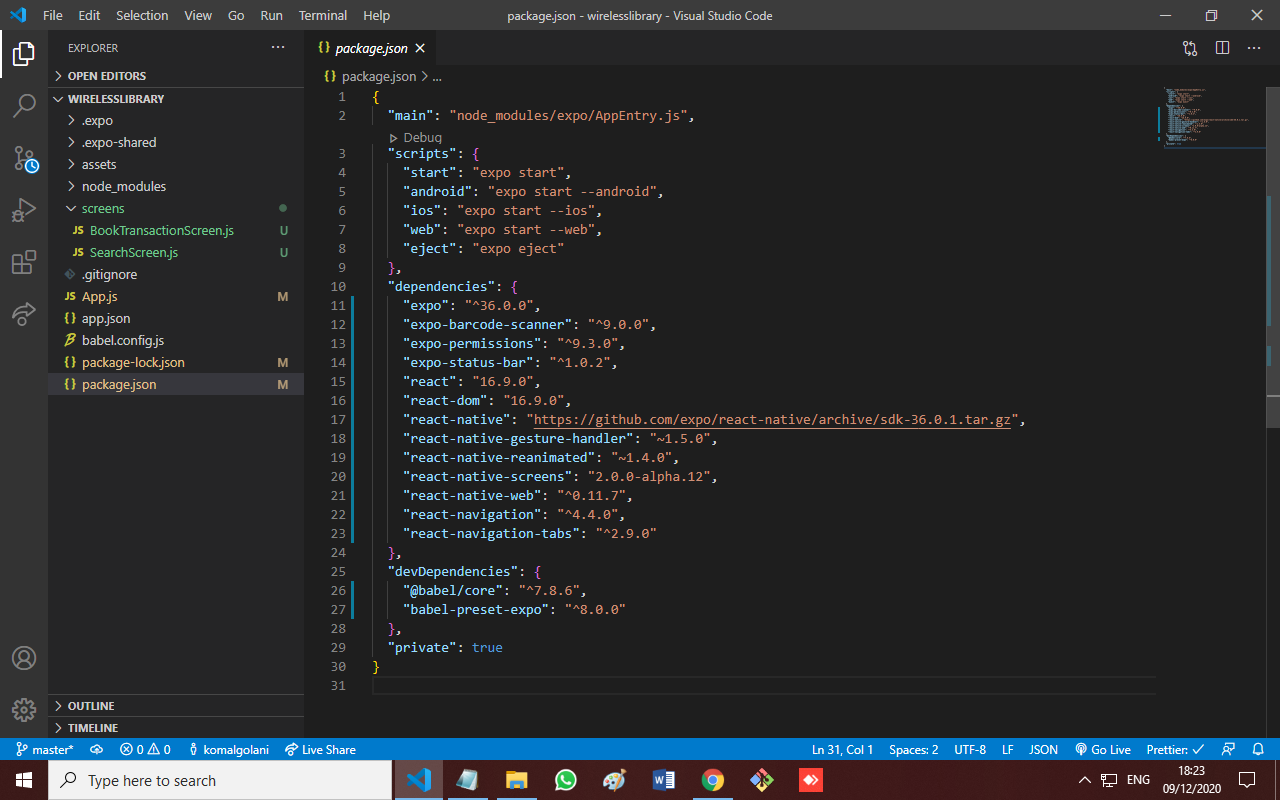 File Edit Selection View Go Run Terminal Help package.json - wirelesslibrary - Visual Studio Code
EXPLORER
OPEN EDITORS
WIRELESSLIBRARY
.expo
.expo-shared
assets
node_modules
screens
JS BookTransactionScreen.js U
JS SearchScreen.js U
.gitignore
JS App.js M
{} app.json
babel.config.js
{} package-lock.json M
{} package.json M
OUTLINE
TIMELINE
{} package.json
{} package.json > ...
1 {
2 "main": "node_modules/expo/AppEntry.js",
Debug
3 "scripts": {
4 "start": "expo start",
5 "android": "expo start --android",
6 "ios": "expo start --ios",
7 "web": "expo start --web",
8 "eject": "expo eject"
9 },
10 "dependencies": {
11 "expo": "^36.0.0",
12 "expo-barcode-scanner": "^9.0.0",
13 "expo-permissions": "^9.3.0",
14 "expo-status-bar": "^1.0.2",
15 "react": "16.9.0",
16 "react-dom": "16.9.0",
17 "react-native": "https://github.com/expo/react-native/archive/sdk-36.0.1.tar.gz",
18 "react-native-gesture-handler": "~1.5.0",
19 "react-native-reanimated": "~1.4.0",
20 "react-native-screens": "2.0.0-alpha.12",
21 "react-native-web": "^0.11.7",
22 "react-navigation": "^4.4.0",
23 "react-navigation-tabs": "^2.9.0"
24 },
25 "devDependencies": {
26 "@babel/core": "^7.8.6",
27 "babel-preset-expo": "^8.0.0"
28 },
29 "private": true
30 }
31
master* 0 0 komalgolani Live Share Ln 31, Col 1 Spaces: 2 UTF-8 LF JSON Go Live Prettier: ✓
Type here to search
ENG
18:23
09/12/2020